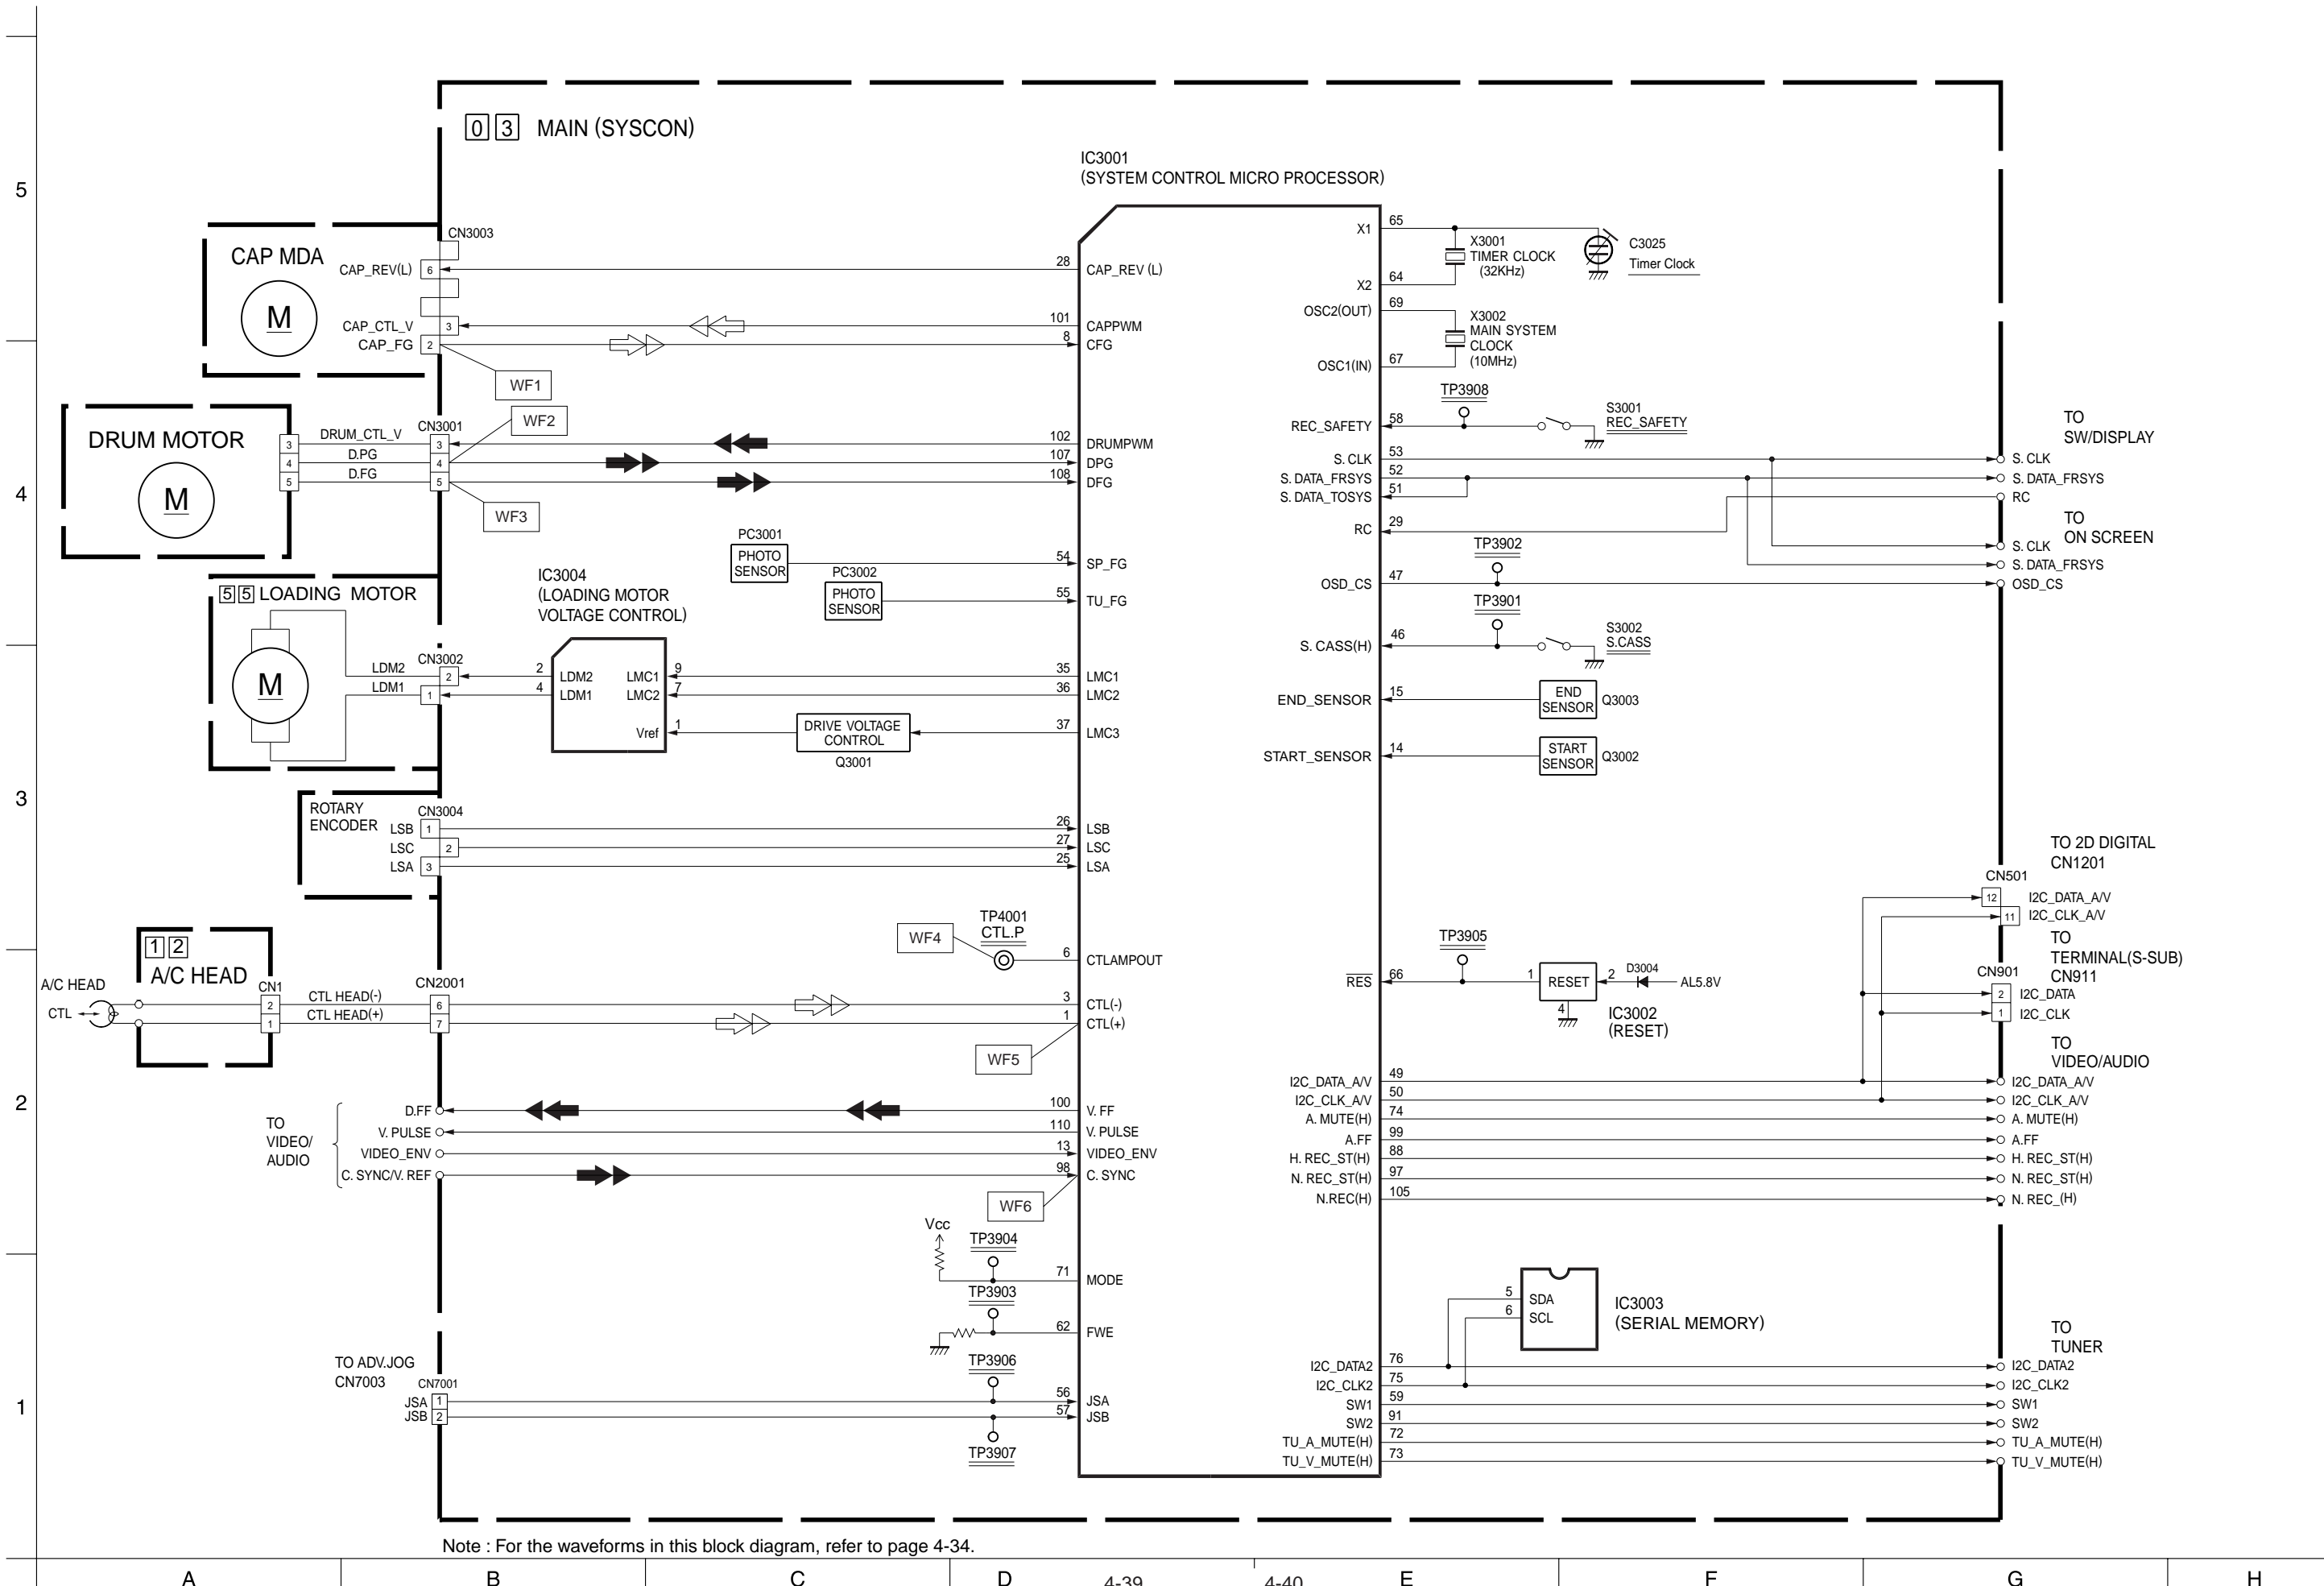 0 3 MAIN (SYSCON)
IC3001
(SYSTEM CONTROL MICRO PROCESSOR)
5
4
3
2
1
CAP MDA
M
CN3003
CAP_REV(L) 6
CAP_CTL_V 3
CAP_FG 2
28 CAP_REV (L)
101 CAPPWM
8 CFG
WF1
DRUM MOTOR
M
CN3001
3 DRUM_CTL_V 3
4 D.PG 4
5 D.FG 5
WF2
WF3
102 DRUMPWM
107 DPG
108 DFG
PC3001
PHOTO
SENSOR
54 SP_FG
PC3002
PHOTO
SENSOR
55 TU_FG
5 5 LOADING MOTOR
M
CN3002
LDM2 2
LDM1 1
IC3004
(LOADING MOTOR
VOLTAGE CONTROL)
2 LDM2 LMC1 9
4 LDM1 LMC2 7
Vref 1
DRIVE VOLTAGE
CONTROL
Q3001
35 LMC1
36 LMC2
37 LMC3
ROTARY
ENCODER
CN3004
LSB 1
LSC 2
LSA 3
26 LSB
27 LSC
25 LSA
1 2
A/C HEAD
A/C HEAD
CTL
CN1
2 CTL HEAD(-)
1 CTL HEAD(+)
CN2001
6
7
WF4
TP4001
CTL.P
6 CTLAMPOUT
3 CTL(-)
1 CTL(+)
WF5
TO
VIDEO/
AUDIO
D.FF
V. PULSE
VIDEO_ENV
C. SYNC/V. REF
100 V. FF
110 V. PULSE
13 VIDEO_ENV
98 C. SYNC
WF6
Vcc
TP3904
71 MODE
TP3903
62 FWE
TP3906
TO ADV.JOG
CN7003
CN7001
JSA 1
JSB 2
56 JSA
57 JSB
TP3907
X1 65
X2 64
X3001
TIMER CLOCK
(32KHz)
C3025
Timer Clock
OSC2(OUT) 69
OSC1(IN) 67
X3002
MAIN SYSTEM
CLOCK
(10MHz)
TP3908
REC_SAFETY 58
S3001
REC_SAFETY
S. CLK 53
S. DATA_FRSYS 52
S. DATA_TOSYS 51
RC 29
TP3902
OSD_CS 47
TP3901
S. CASS(H) 46
S3002
S.CASS
END_SENSOR 15
END
SENSOR
Q3003
START_SENSOR 14
START
SENSOR
Q3002
TO
SW/DISPLAY
S. CLK
S. DATA_FRSYS
RC
TO
ON SCREEN
S. CLK
S. DATA_FRSYS
OSD_CS
TO 2D DIGITAL
CN1201
CN501
12 I2C_DATA_A/V
11 I2C_CLK_A/V
TO
TERMINAL(S-SUB)
CN911
CN901
2 I2C_DATA
1 I2C_CLK
TP3905
RES 66
1 RESET 2
4
D3004
AL5.8V
IC3002
(RESET)
TO
VIDEO/AUDIO
I2C_DATA_A/V 49 I2C_DATA_A/V
I2C_CLK_A/V 50 I2C_CLK_A/V
A. MUTE(H) 74 A. MUTE(H)
A.FF 99 A.FF
H. REC_ST(H) 88 H. REC_ST(H)
N. REC_ST(H) 97 N. REC_ST(H)
N.REC(H) 105 N. REC_(H)
5 SDA
6 SCL
IC3003
(SERIAL MEMORY)
TO
TUNER
I2C_DATA2 76 I2C_DATA2
I2C_CLK2 75 I2C_CLK2
SW1 59 SW1
SW2 91 SW2
TU_A_MUTE(H) 72 TU_A_MUTE(H)
TU_V_MUTE(H) 73 TU_V_MUTE(H)
Note : For the waveforms in this block diagram, refer to page 4-34.
A B C D 4-39 4-40 E F G H